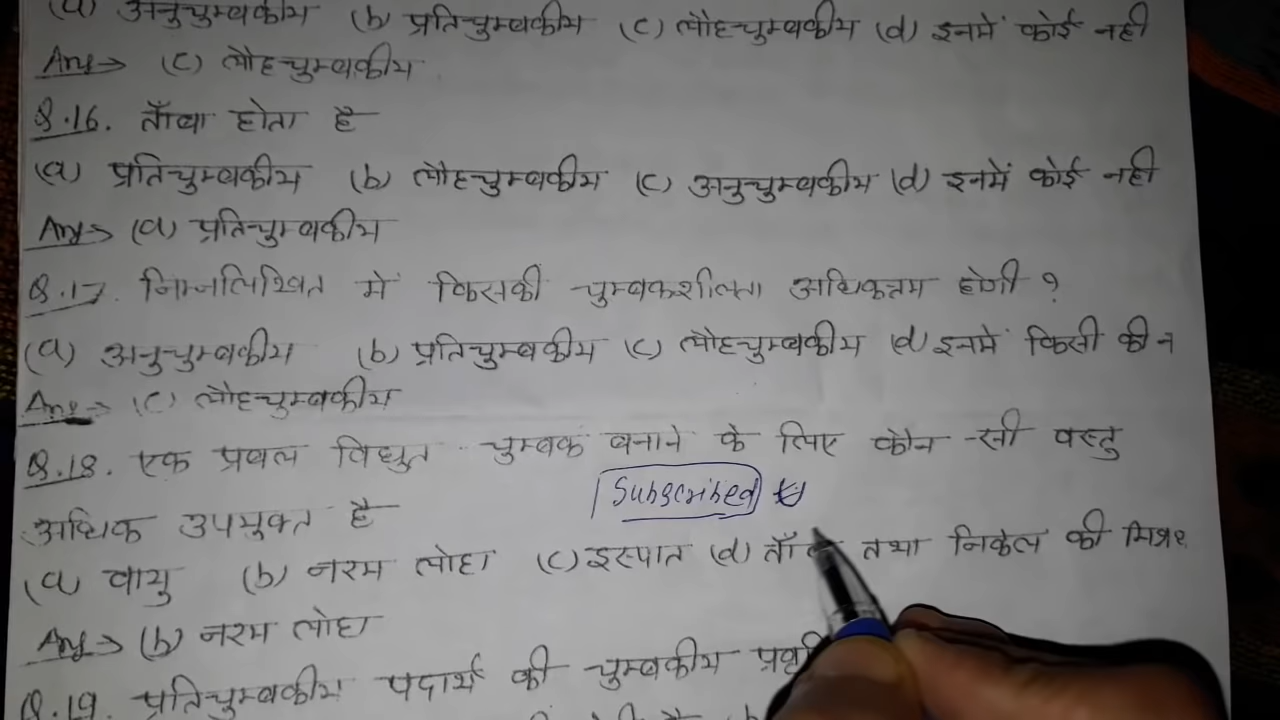 (a) अनुचुम्बकीय (b) प्रतिचुम्बकीय (c) लौहचुम्बकीय (d) इनमें कोई नही
Ans→ (c) लौहचुम्बकीय
Q.16. ताँबा होता है
(a) प्रतिचुम्बकीय (b) लौहचुम्बकीय (c) अनुचुम्बकीय (d) इनमें कोई नही
Ans→ (a) प्रतिचुम्बकीय
Q.17. निम्नलिखित में किसकी चुम्बकशीलता अधिकतम होगी ?
(a) अनुचुम्बकीय (b) प्रतिचुम्बकीय (c) लौहचुम्बकीय (d) इनमें किसी की न
Ans→ (c) लौहचुम्बकीय
Q.18. एक प्रबल विद्युत चुम्बक बनाने के लिए कौन-सी वस्तु
Subscribed
अधिक उपयुक्त है
(a) वायु (b) नरम लोहा (c) इस्पात (d) तथा निकेल की
Ans→ (b) नरम लोहा
Q.19. प्रतिचुम्बकीय पदार्थ की चुम्बकीय